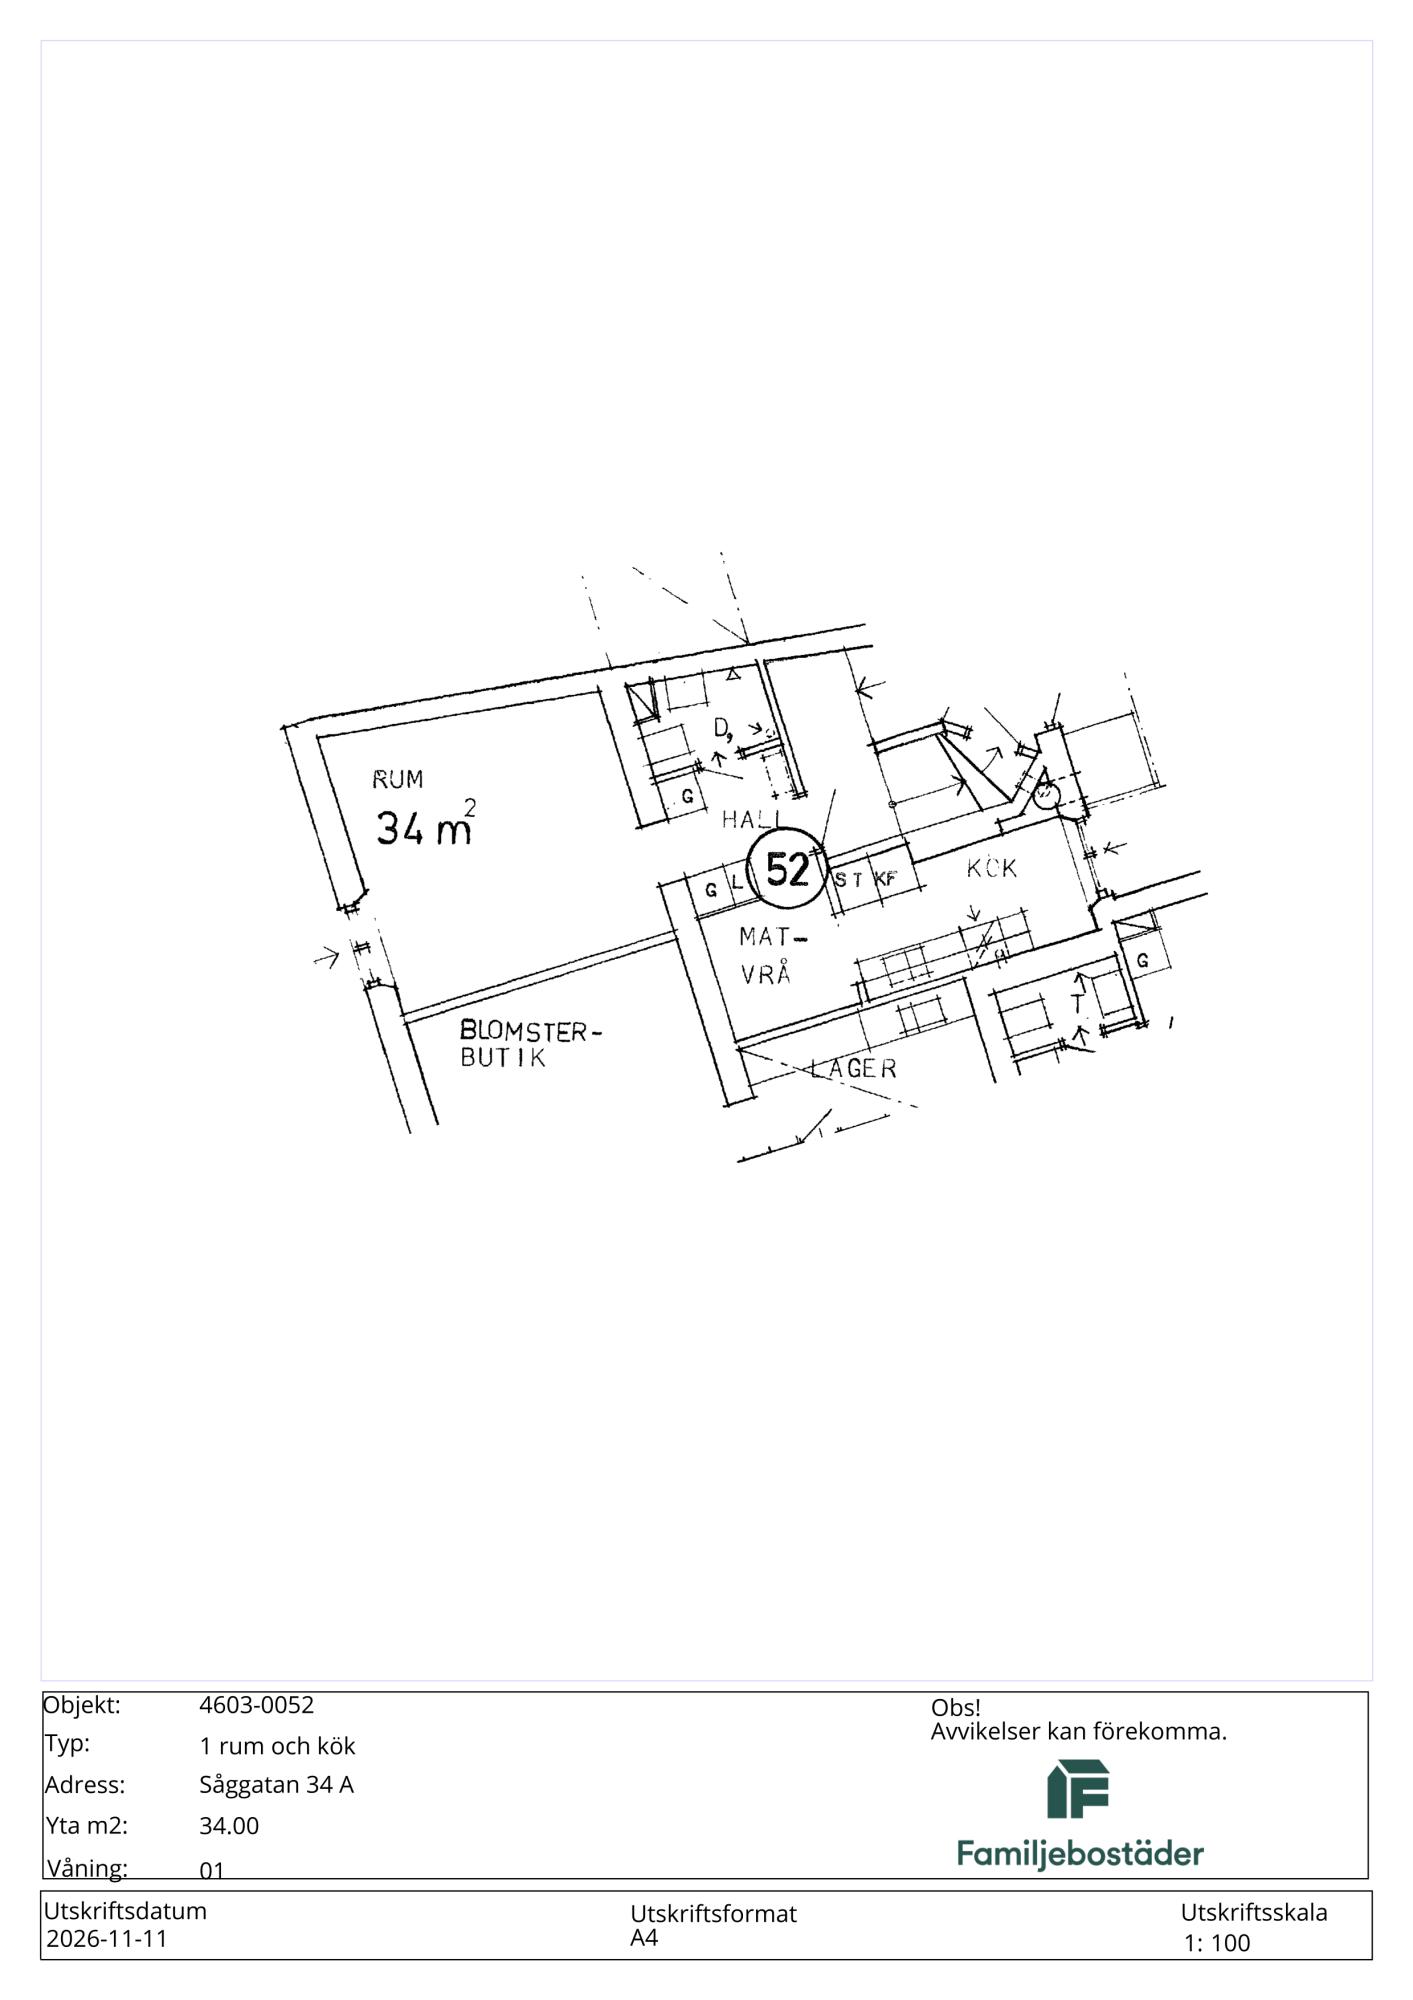 RUM
34 m²
D,
G
HALL
52
G
L
ST
KF
KÖK
MAT-
VRÅ
G
T
BLOMSTER-
BUTIK
LAGER
Objekt: 4603-0052
Typ: 1 rum och kök
Adress: Såggatan 34 A
Yta m2: 34.00
Våning: 01
Obs!
Avvikelser kan förekomma.
Familjebostäder
Utskriftsdatum
2026-11-11
Utskriftsformat
A4
Utskriftsskala
1: 100